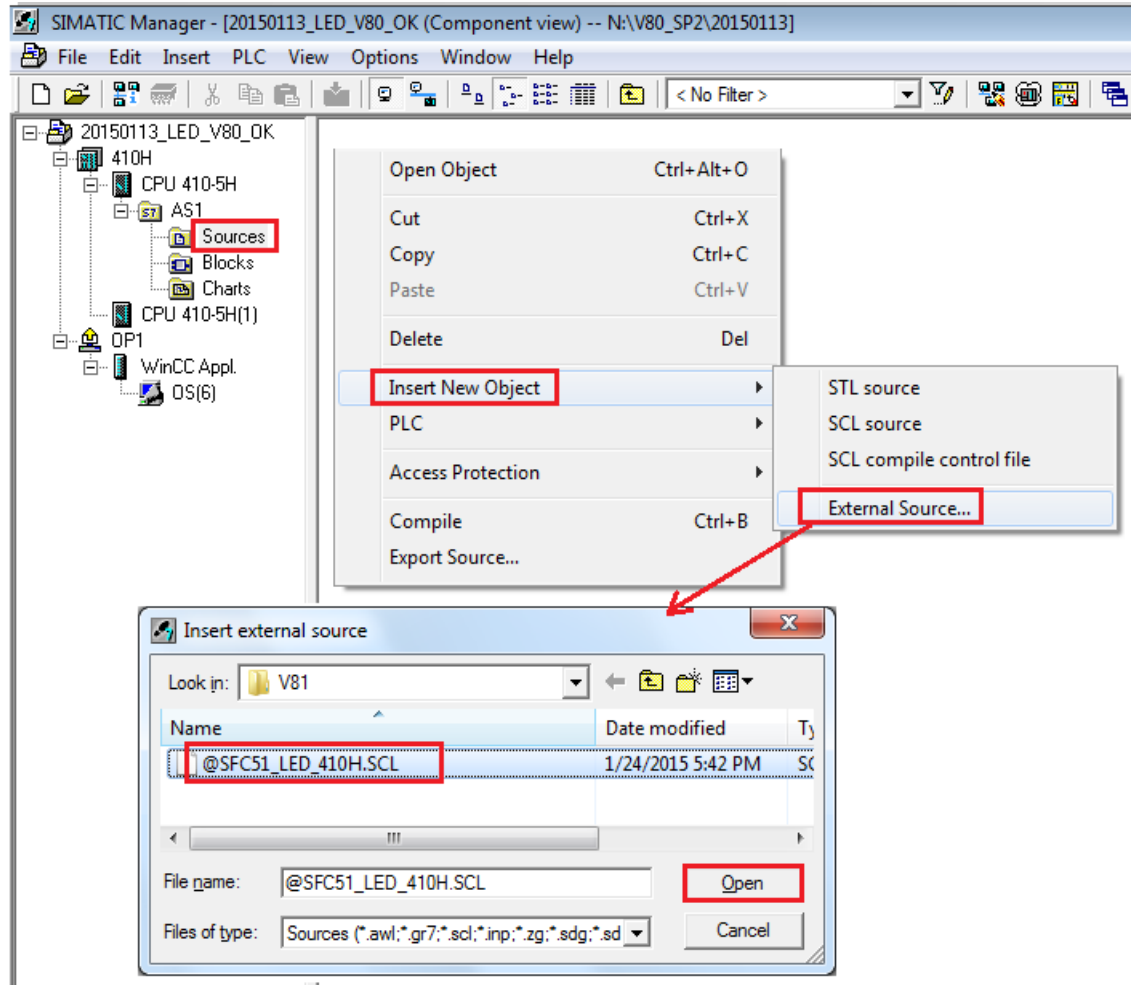 SIMATIC Manager - [20150113_LED_V80_OK (Component view) -- N:\V80_SP2\20150113]
File Edit Insert PLC View Options Window Help
< No Filter >
20150113_LED_V80_OK
410H
CPU 410-5H
AS1
Sources
Blocks
Charts
CPU 410-5H(1)
OP1
WinCC Appl.
OS(6)
Open Object Ctrl+Alt+O
Cut Ctrl+X
Copy Ctrl+C
Paste Ctrl+V
Delete Del
Insert New Object
PLC
Access Protection
Compile Ctrl+B
Export Source...
STL source
SCL source
SCL compile control file
External Source...
Insert external source
Look in: V81
Name Date modified Ty
@SFC51_LED_410H.SCL 1/24/2015 5:42 PM SC
File name: @SFC51_LED_410H.SCL Open
Files of type: Sources (*.awl;*.gr7;*.scl;*.inp;*.zg;*.sdg;*.sd Cancel